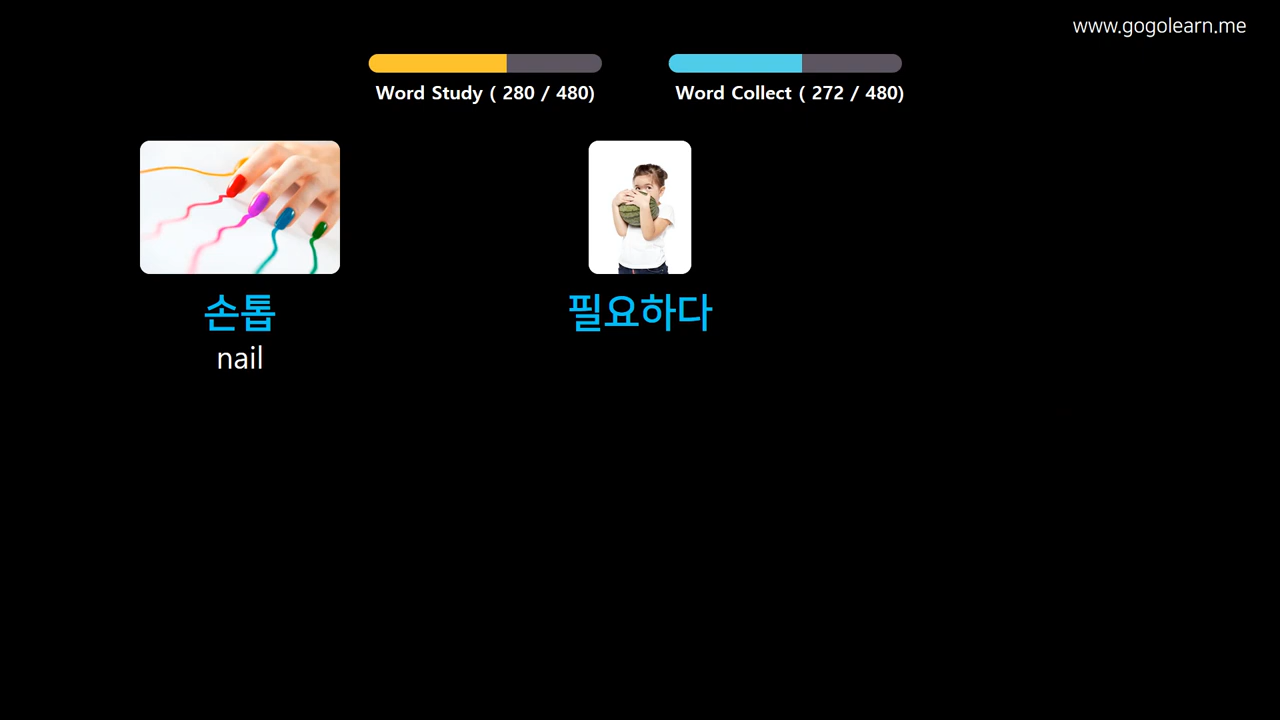 www.gogolearn.me
Word Study ( 280 / 480)
Word Collect ( 272 / 480)
손톱
필요하다
nail